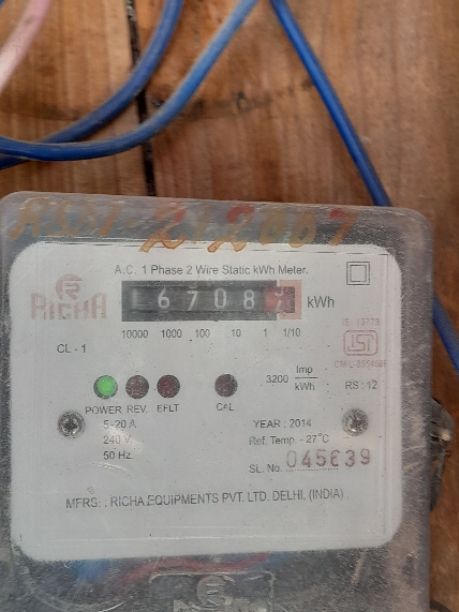 A.C. 1 Phase 2 Wire Static kWh Meter.
RICHA
16708
kWh
10000 1000 100 10 1 1/10
IS: 13779
CL - 1
3200 Imp/kWh
RS : 12
POWER REV. EFLT CAL
5-20 A
240 V
50 Hz
YEAR : 2014
Ref. Temp. - 27°C
SL. No. 045639
MFRS: . RICHA EQUIPMENTS PVT. LTD. DELHI, (INDIA)